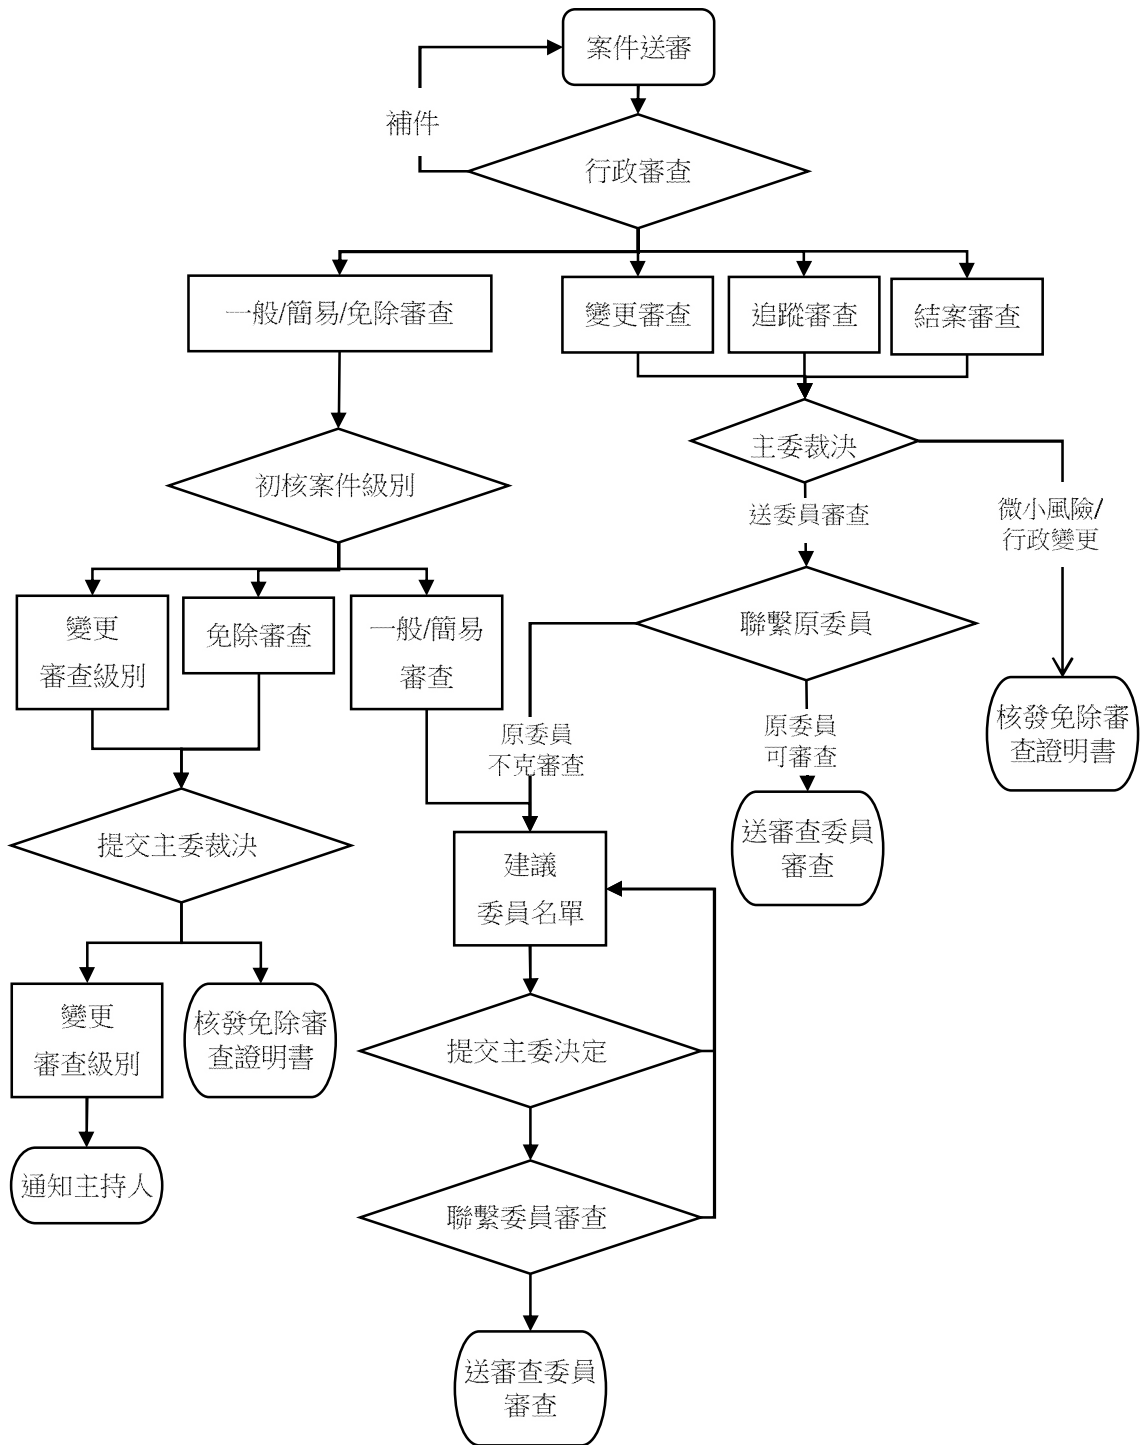 案件送審
補件
行政審查
一般/簡易/免除審查
變更審查
追蹤審查
結案審查
主委裁決
初核案件級別
送委員審查
微小風險/
行政變更
變更
審查級別
免除審查
一般/簡易
審查
聯繫原委員
原委員
不克審查
原委員
可審查
核發免除審
查證明書
提交主委裁決
建議
委員名單
送審查委員
審查
變更
審查級別
核發免除審
查證明書
提交主委決定
通知主持人
聯繫委員審查
送審查委員
審查